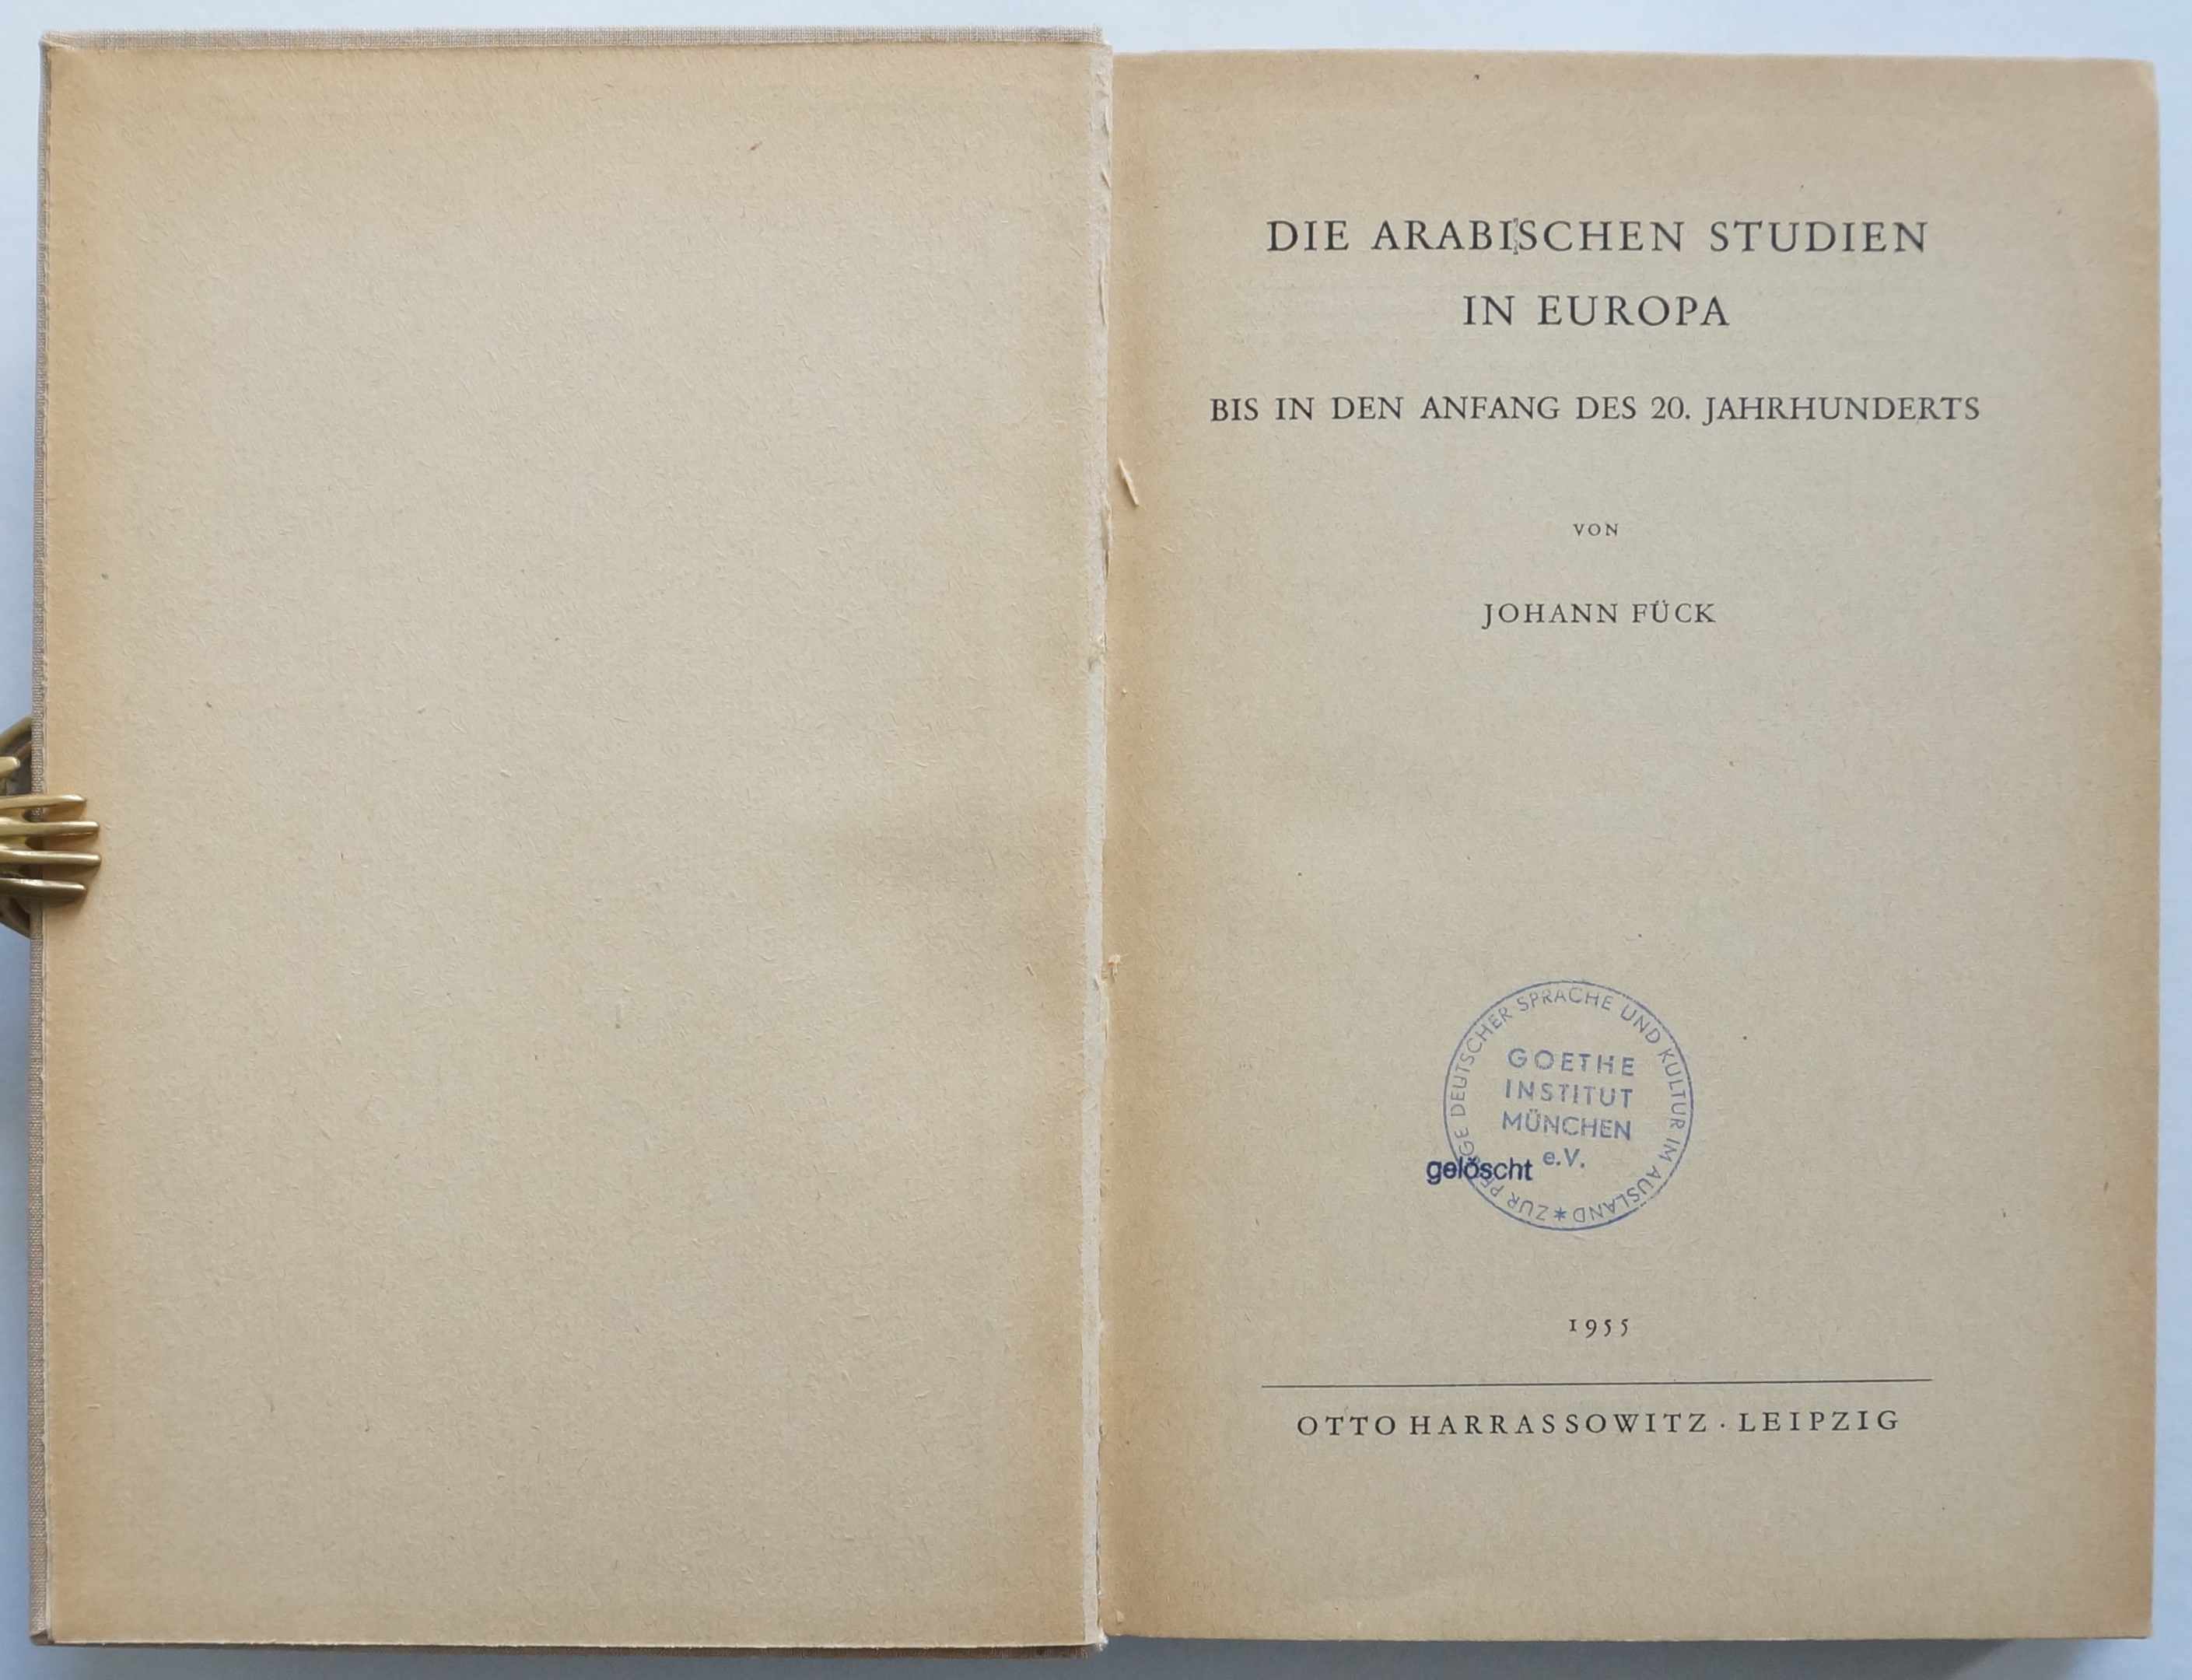 DIE ARABISCHEN STUDIEN
IN EUROPA
BIS IN DEN ANFANG DES 20. JAHRHUNDERTS
VON
JOHANN FÜCK
ZUR PFLEGE DEUTSCHER SPRACHE UND KULTUR IM AUSLAND *
GOETHE
INSTITUT
MÜNCHEN
e.V.
gelöscht
1955
OTTO HARRASSOWITZ · LEIPZIG